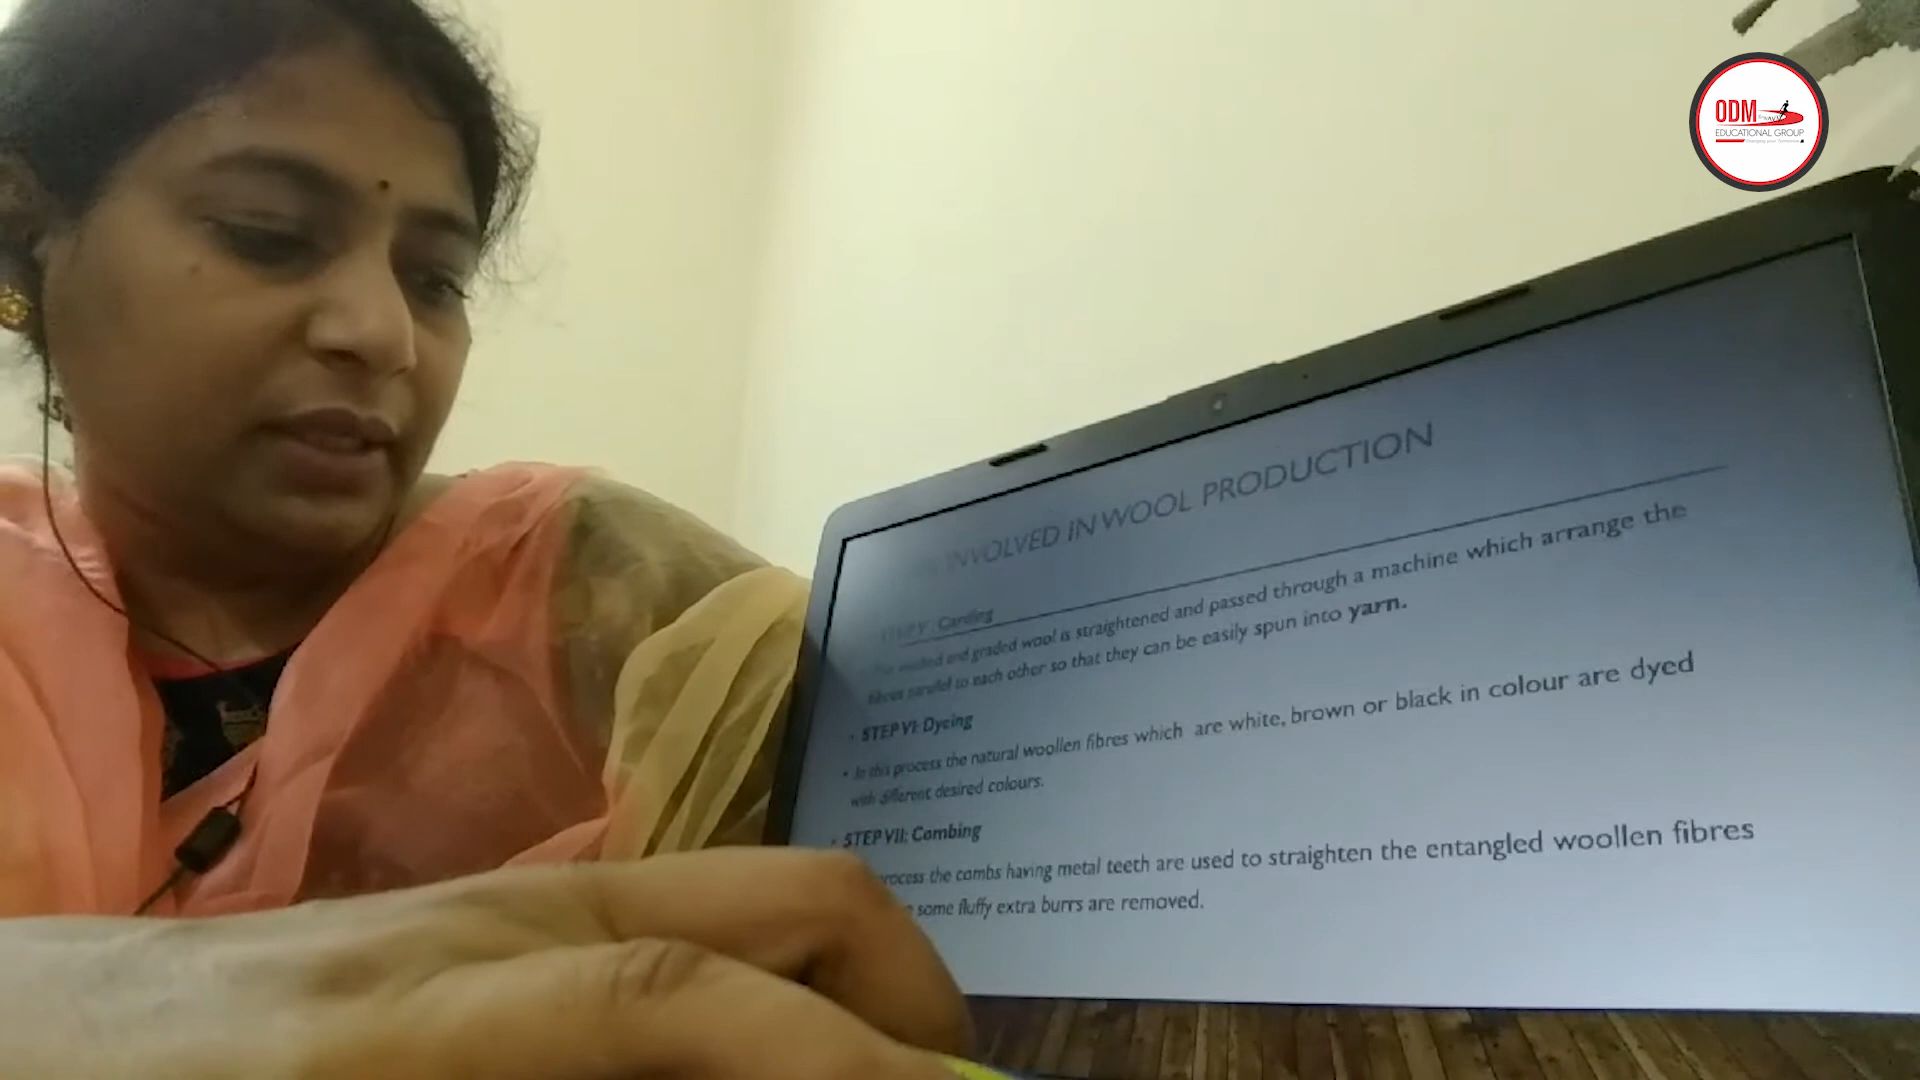 ODM
EDUCATIONAL GROUP
INVOLVED IN WOOL PRODUCTION
STEP V: Carding
washed and graded wool is straightened and passed through a machine which arrange the
fibres parallel to each other so that they can be easily spun into yarn.
• STEP VI: Dyeing
• In this process the natural woollen fibres which are white, brown or black in colour are dyed
with different desired colours.
• STEP VII: Combing
process the combs having metal teeth are used to straighten the entangled woollen fibres
some fluffy extra burrs are removed.